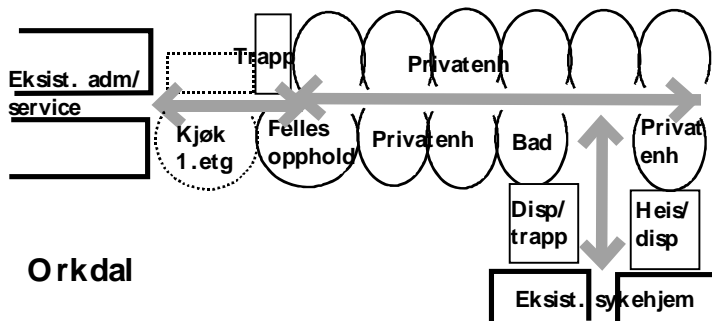 Trapp
Privatenh
Eksist. adm/
service
Kjøk
1.etg
Felles
opphold
Privatenh
Bad
Privat
enh
Disp/
trapp
Heis/
disp
Orkdal
Eksist. sykehjem